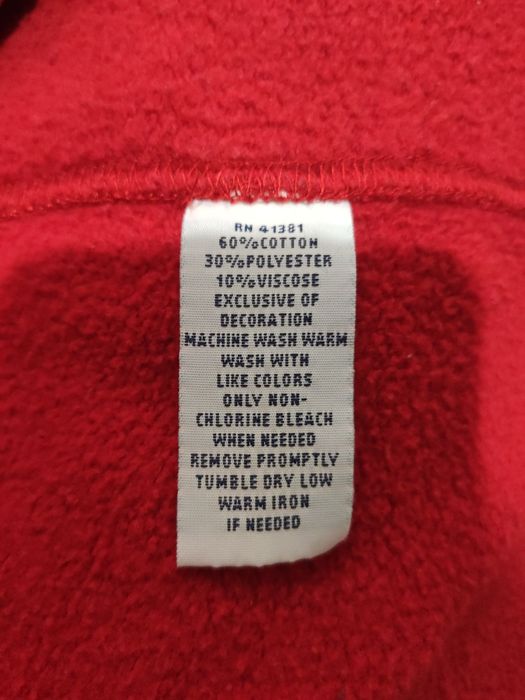 RN 41381
60%COTTON
30%POLYESTER
10%VISCOSE
EXCLUSIVE OF
DECORATION
MACHINE WASH WARM
WASH WITH
LIKE COLORS
ONLY NON-
CHLORINE BLEACH
WHEN NEEDED
REMOVE PROMPTLY
TUMBLE DRY LOW
WARM IRON
IF NEEDED